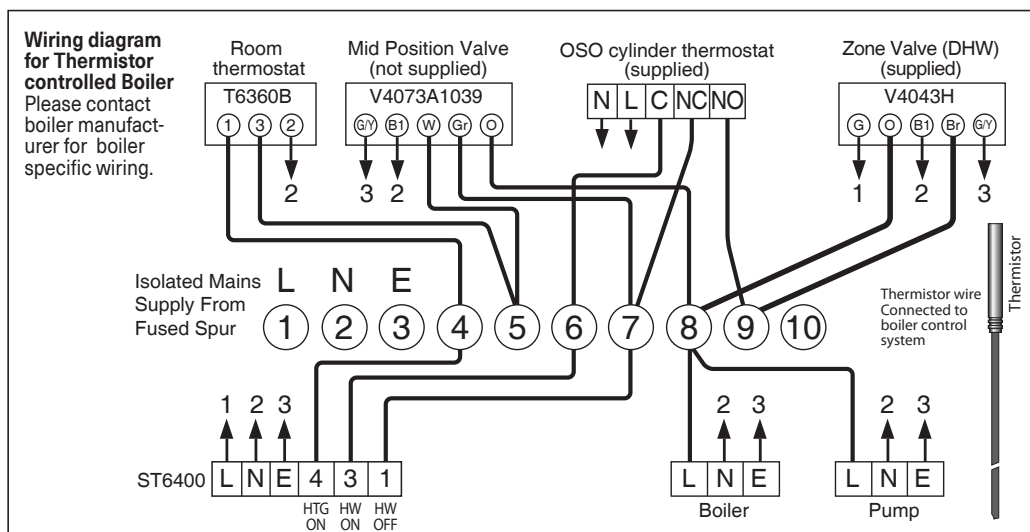 Wiring diagram
for Thermistor
controlled Boiler
Please contact
boiler manufact-
urer for boiler
specific wiring.
Room
thermostat
T6360B
1 3 2
2
Mid Position Valve
(not supplied)
V4073A1039
G/Y B1 W Gr O
3 2
OSO cylinder thermostat
(supplied)
N L C NC NO
Zone Valve (DHW)
(supplied)
V4043H
G O B1 Br G/Y
1 2 3
Isolated Mains
Supply From
Fused Spur
L N E
1 2 3 4 5 6 7 8 9 10
Thermistor wire
Connected to
boiler control
system
Thermistor
1 2 3
ST6400 L N E 4 3 1
HTG ON
HW ON
HW OFF
2 3
L N E
Boiler
2 3
L N E
Pump